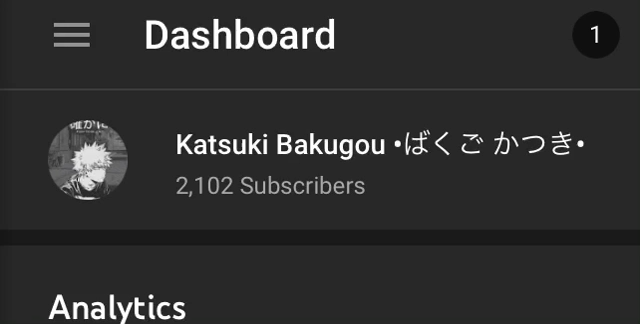 Dashboard
1
Katsuki Bakugou •ばくご かつき•
2,102 Subscribers
Analytics